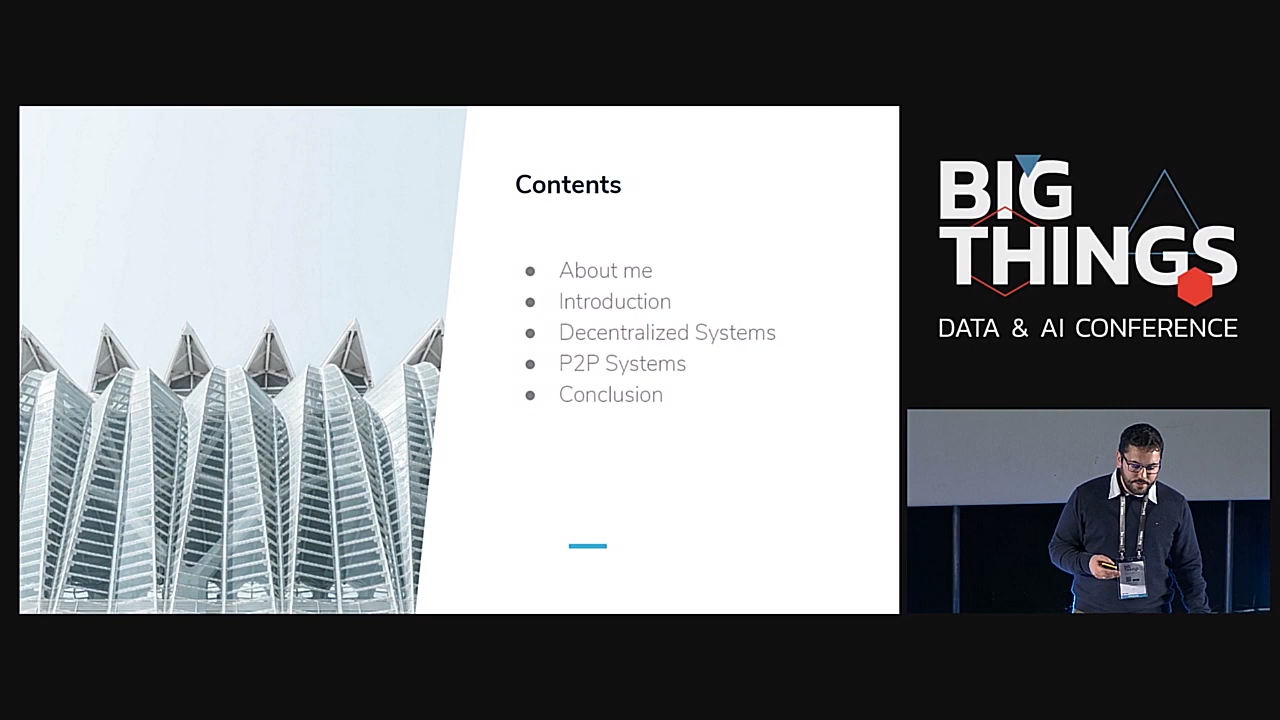 Contents
About me
Introduction
Decentralized Systems
P2P Systems
Conclusion
BIG
THINGS
DATA & AI CONFERENCE